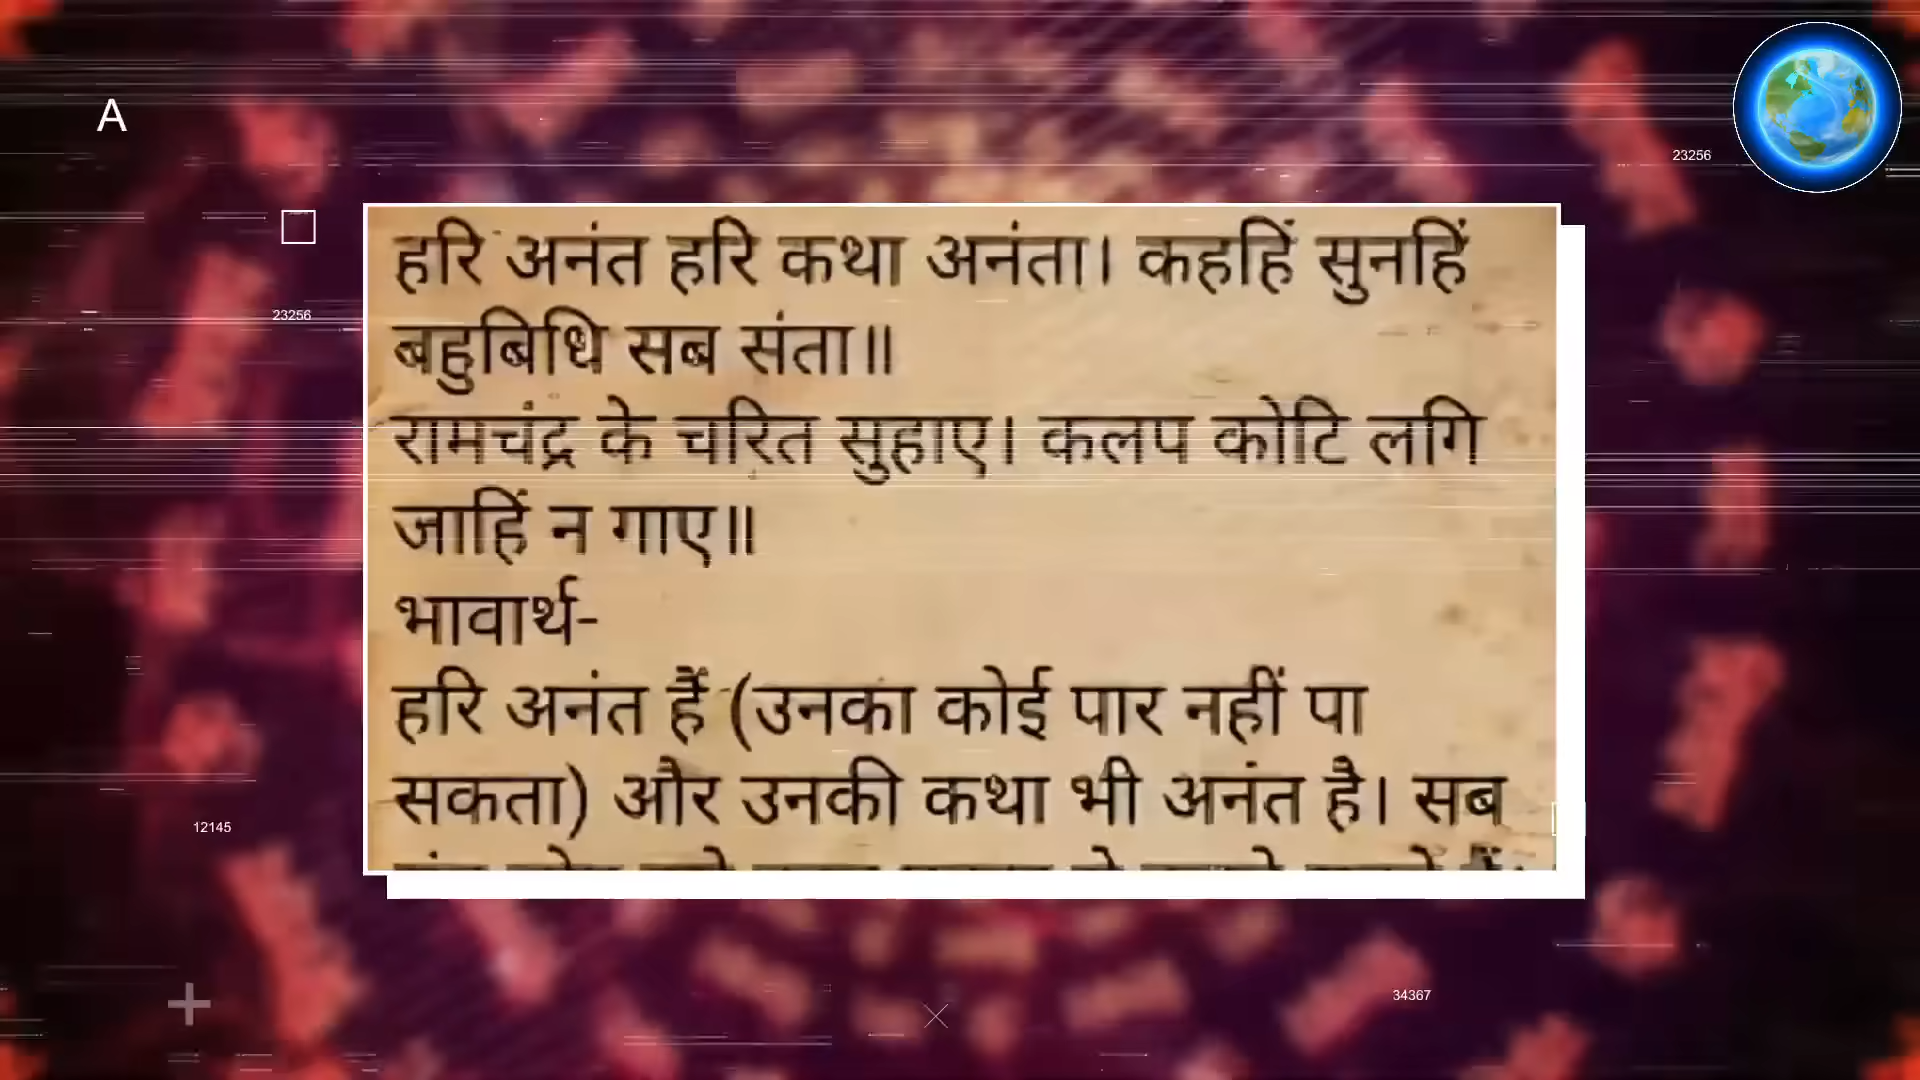 A
23256
हरि अनंत हरि कथा अनंता। कहहिं सुनहिं
23256
बहुबिधि सब संता॥
रामचंद्र के चरित सुहाए। कलप कोटि लगि
जाहिं न गाए॥
भावार्थ-
हरि अनंत हैं (उनका कोई पार नहीं पा
सकता) और उनकी कथा भी अनंत है। सब
12145
34367